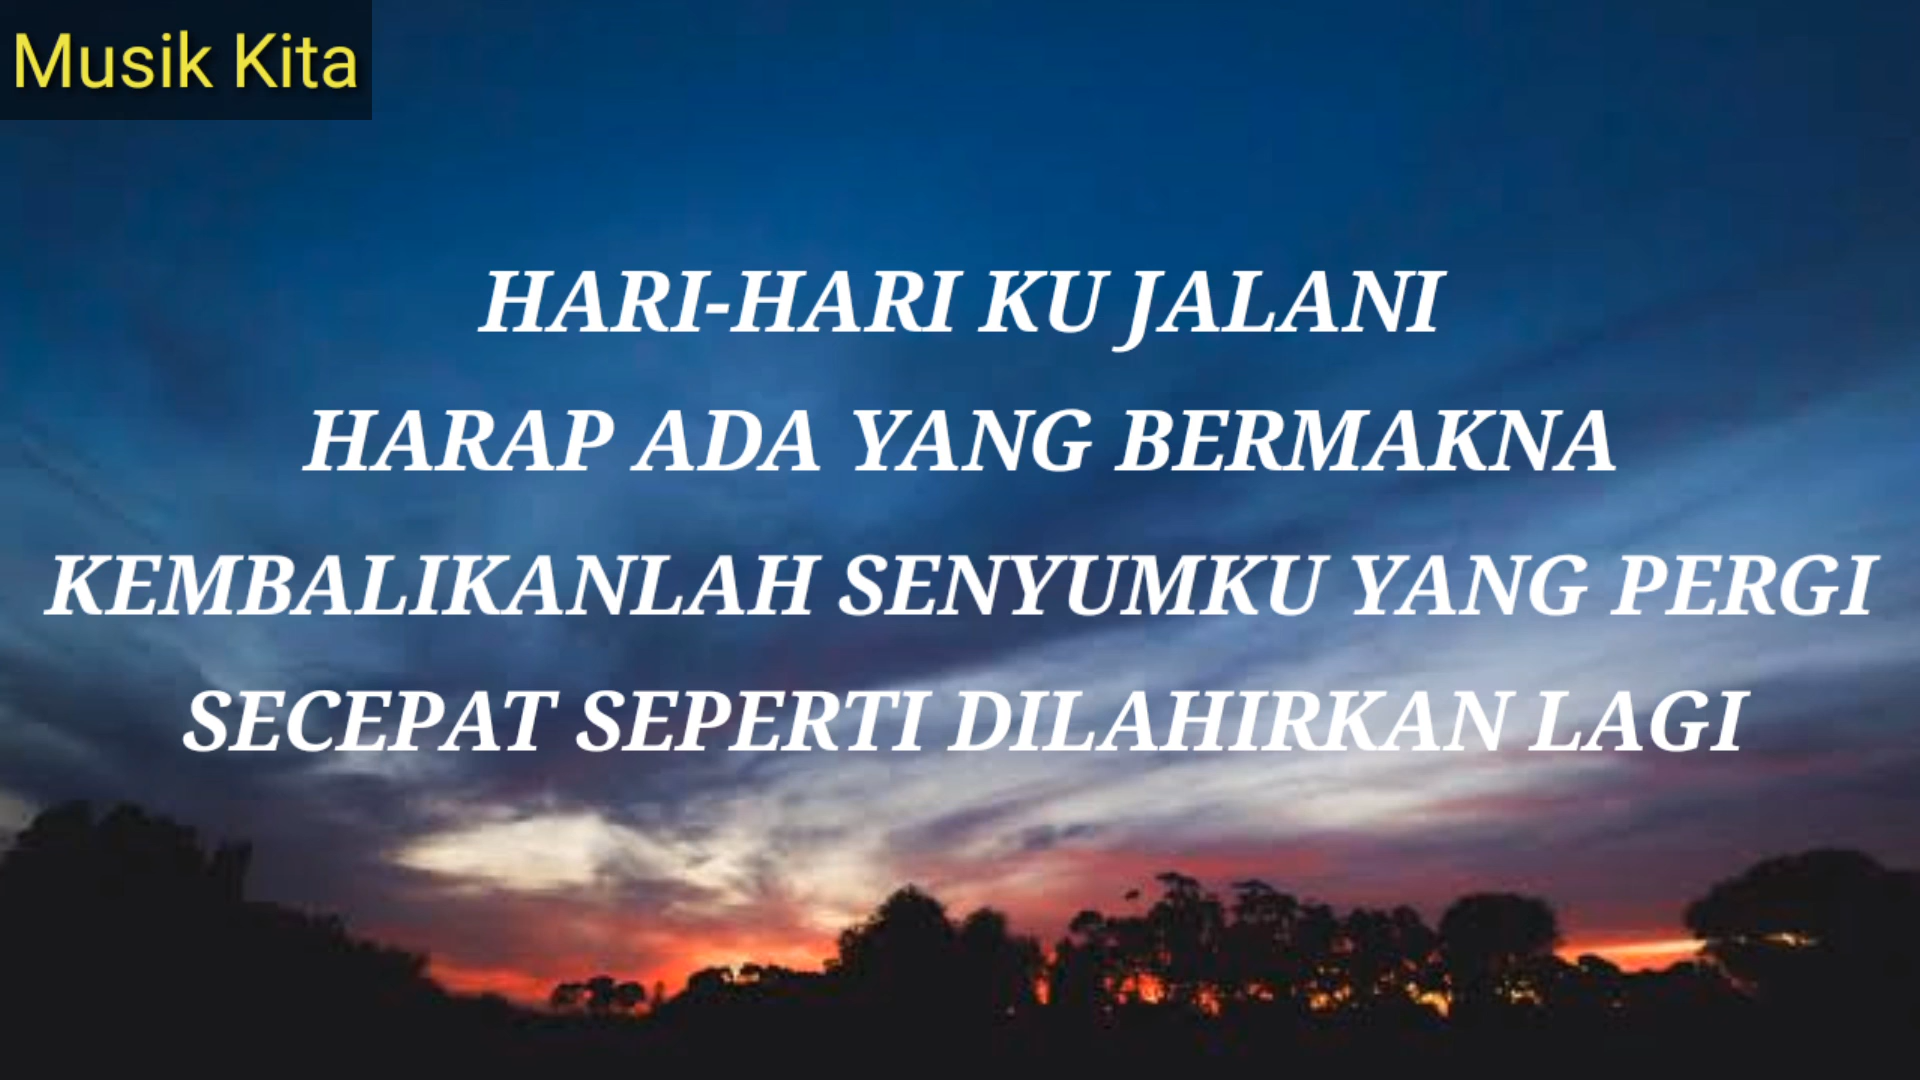 Musik Kita
HARI-HARI KU JALANI
HARAP ADA YANG BERMAKNA
KEMBALIKANLAH SENYUMKU YANG PERGI
SECEPAT SEPERTI DILAHIRKAN LAGI